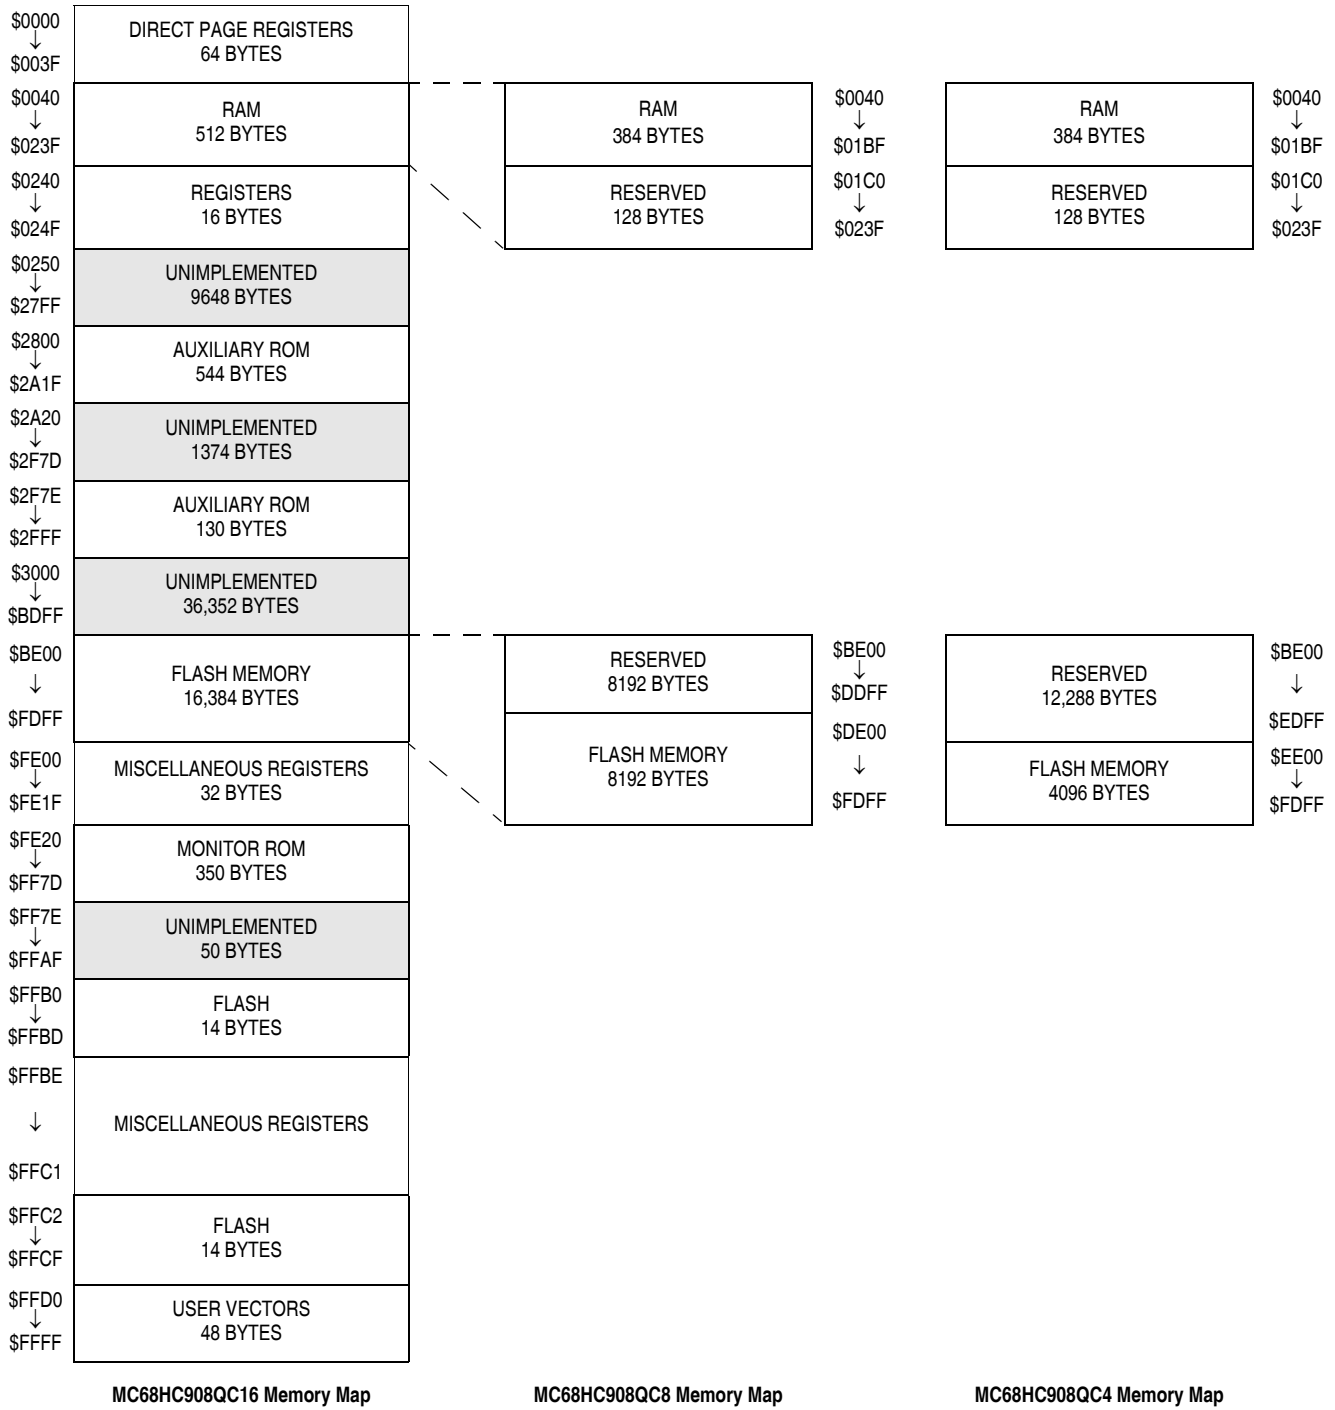 $0000
↓
$003F
DIRECT PAGE REGISTERS
64 BYTES
$0040
↓
$023F
RAM
512 BYTES
$0240
↓
$024F
REGISTERS
16 BYTES
$0250
↓
$27FF
UNIMPLEMENTED
9648 BYTES
$2800
↓
$2A1F
AUXILIARY ROM
544 BYTES
$2A20
↓
$2F7D
UNIMPLEMENTED
1374 BYTES
$2F7E
↓
$2FFF
AUXILIARY ROM
130 BYTES
$3000
↓
$BDFF
UNIMPLEMENTED
36,352 BYTES
$BE00
↓
$FDFF
FLASH MEMORY
16,384 BYTES
$FE00
↓
$FE1F
MISCELLANEOUS REGISTERS
32 BYTES
$FE20
↓
$FF7D
MONITOR ROM
350 BYTES
$FF7E
↓
$FFAF
UNIMPLEMENTED
50 BYTES
$FFB0
↓
$FFBD
FLASH
14 BYTES
$FFBE
↓
$FFC1
MISCELLANEOUS REGISTERS
$FFC2
↓
$FFCF
FLASH
14 BYTES
$FFD0
↓
$FFFF
USER VECTORS
48 BYTES
MC68HC908QC16 Memory Map
RAM
384 BYTES
$0040
↓
$01BF
RESERVED
128 BYTES
$01C0
↓
$023F
RESERVED
8192 BYTES
$BE00
↓
$DDFF
FLASH MEMORY
8192 BYTES
$DE00
↓
$FDFF
MC68HC908QC8 Memory Map
RAM
384 BYTES
$0040
↓
$01BF
RESERVED
128 BYTES
$01C0
↓
$023F
RESERVED
12,288 BYTES
$BE00
↓
$EDFF
FLASH MEMORY
4096 BYTES
$EE00
↓
$FDFF
MC68HC908QC4 Memory Map